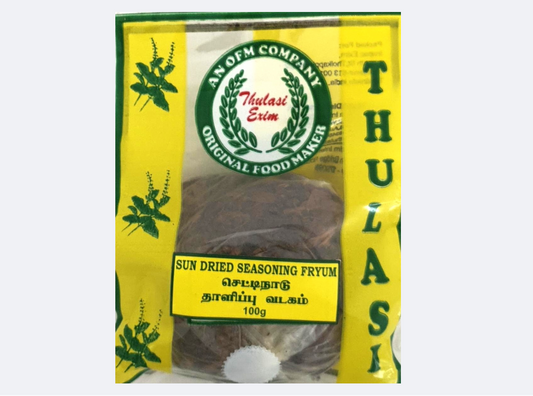 AN OFM COMPANY
Thulasi
Exim
ORIGINAL FOOD MAKER
THULASI
SUN DRIED SEASONING FRYUM
செட்டிநாடு
தாளிப்பு வடகம்
100g